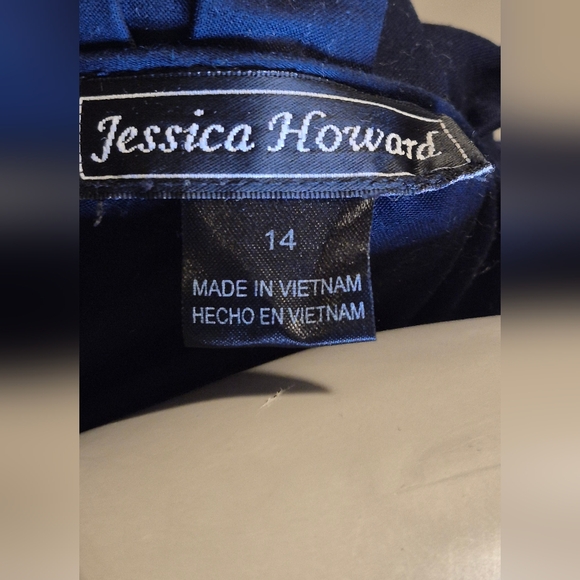 Jessica Howard
14
MADE IN VIETNAM
HECHO EN VIETNAM